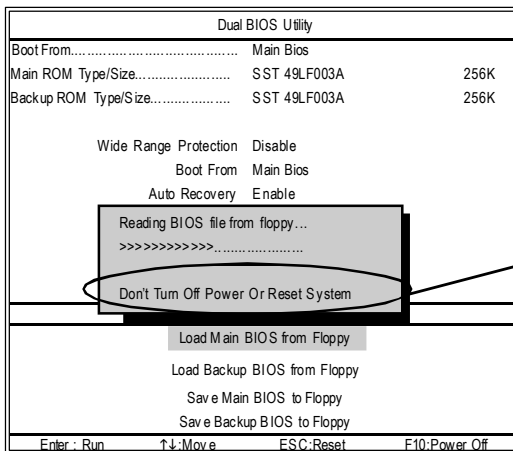 Dual BIOS Utility
Boot From...................................... Main Bios
Main ROM Type/Size...................... SST 49LF003A 256K
Backup ROM Type/Size.................. SST 49LF003A 256K
Wide Range Protection Disable
Boot From Main Bios
Auto Recovery Enable
Reading BIOS file from floppy...
>>>>>>>>>>>>.....................
Don't Turn Off Power Or Reset System
Load Main BIOS from Floppy
Load Backup BIOS from Floppy
Save Main BIOS to Floppy
Save Backup BIOS to Floppy
Enter : Run ↑↓:Move ESC:Reset F10:Power Off